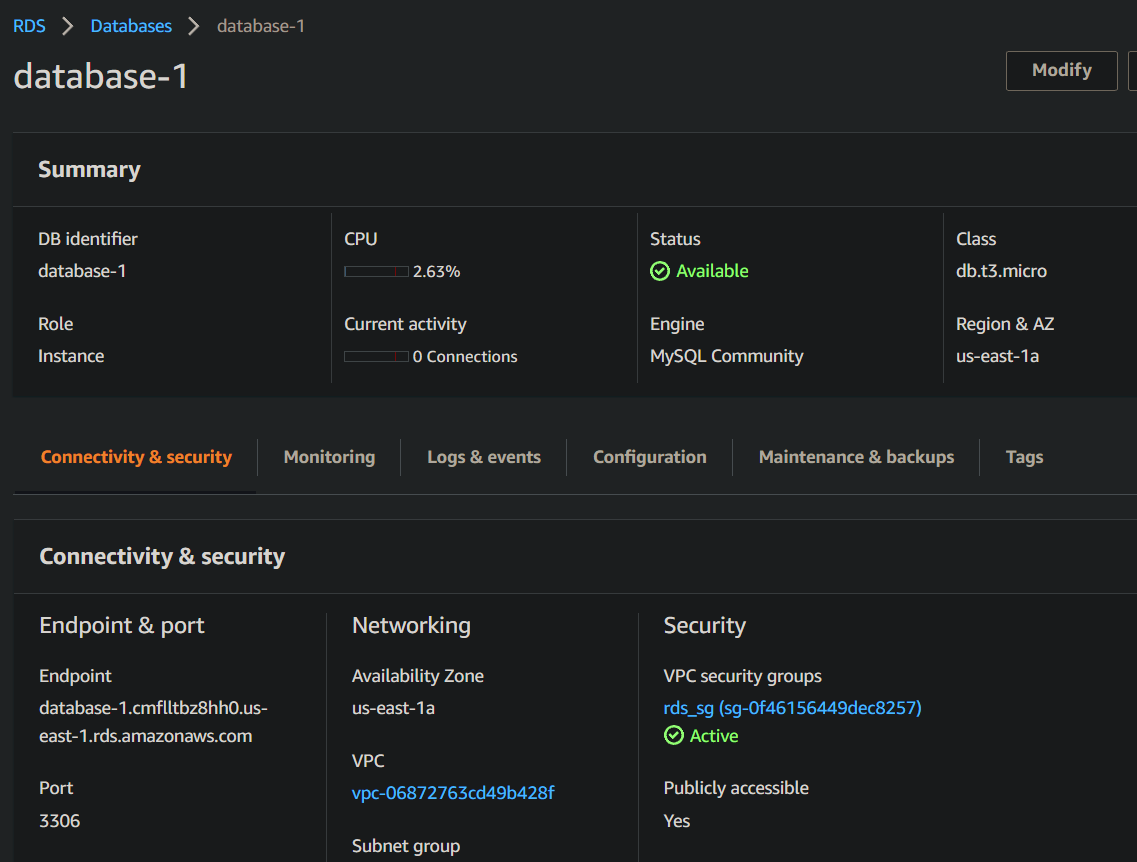 RDS > Databases > database-1
database-1
Modify
Summary
DB identifier
database-1
CPU
2.63%
Status
Available
Class
db.t3.micro
Role
Instance
Current activity
0 Connections
Engine
MySQL Community
Region & AZ
us-east-1a
Connectivity & security
Monitoring
Logs & events
Configuration
Maintenance & backups
Tags
Connectivity & security
Endpoint & port
Endpoint
database-1.cmflltbz8hh0.us-
east-1.rds.amazonaws.com
Port
3306
Networking
Availability Zone
us-east-1a
VPC
vpc-06872763cd49b428f
Subnet group
Security
VPC security groups
rds_sg (sg-0f46156449dec8257)
Active
Publicly accessible
Yes